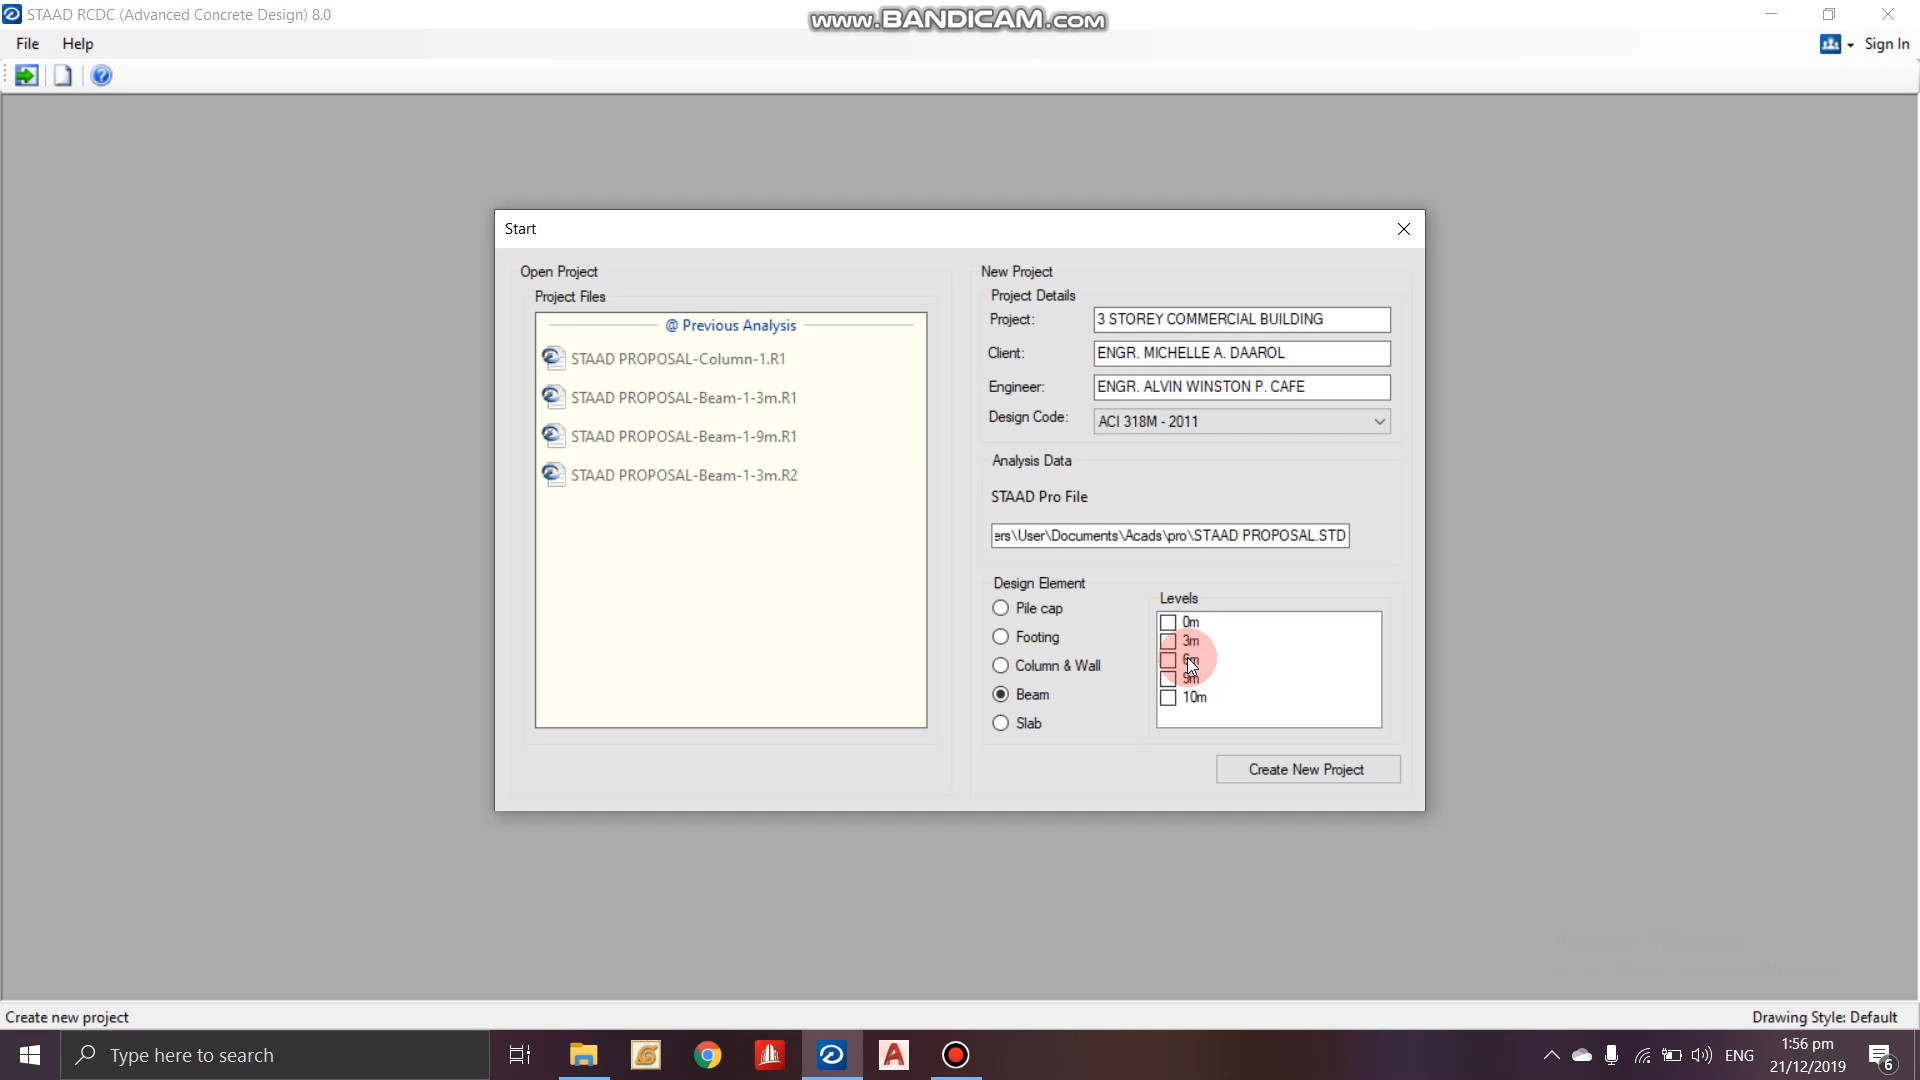 STAAD RCDC (Advanced Concrete Design) 8.0
www.BANDICAM.com
File Help
Sign In
Start
Open Project
Project Files
@ Previous Analysis
STAAD PROPOSAL-Column-1.R1
STAAD PROPOSAL-Beam-1-3m.R1
STAAD PROPOSAL-Beam-1-9m.R1
STAAD PROPOSAL-Beam-1-3m.R2
New Project
Project Details
Project: 3 STOREY COMMERCIAL BUILDING
Client: ENGR. MICHELLE A. DAAROL
Engineer: ENGR. ALVIN WINSTON P. CAFE
Design Code: ACI 318M - 2011
Analysis Data
STAAD Pro File
ers\User\Documents\Acads\pro\STAAD PROPOSAL.STD
Design Element
Pile cap
Footing
Column & Wall
Beam
Slab
Levels
0m
3m
6m
9m
10m
Create New Project
Create new project
Drawing Style: Default
Type here to search
ENG
1:56 pm
21/12/2019
6